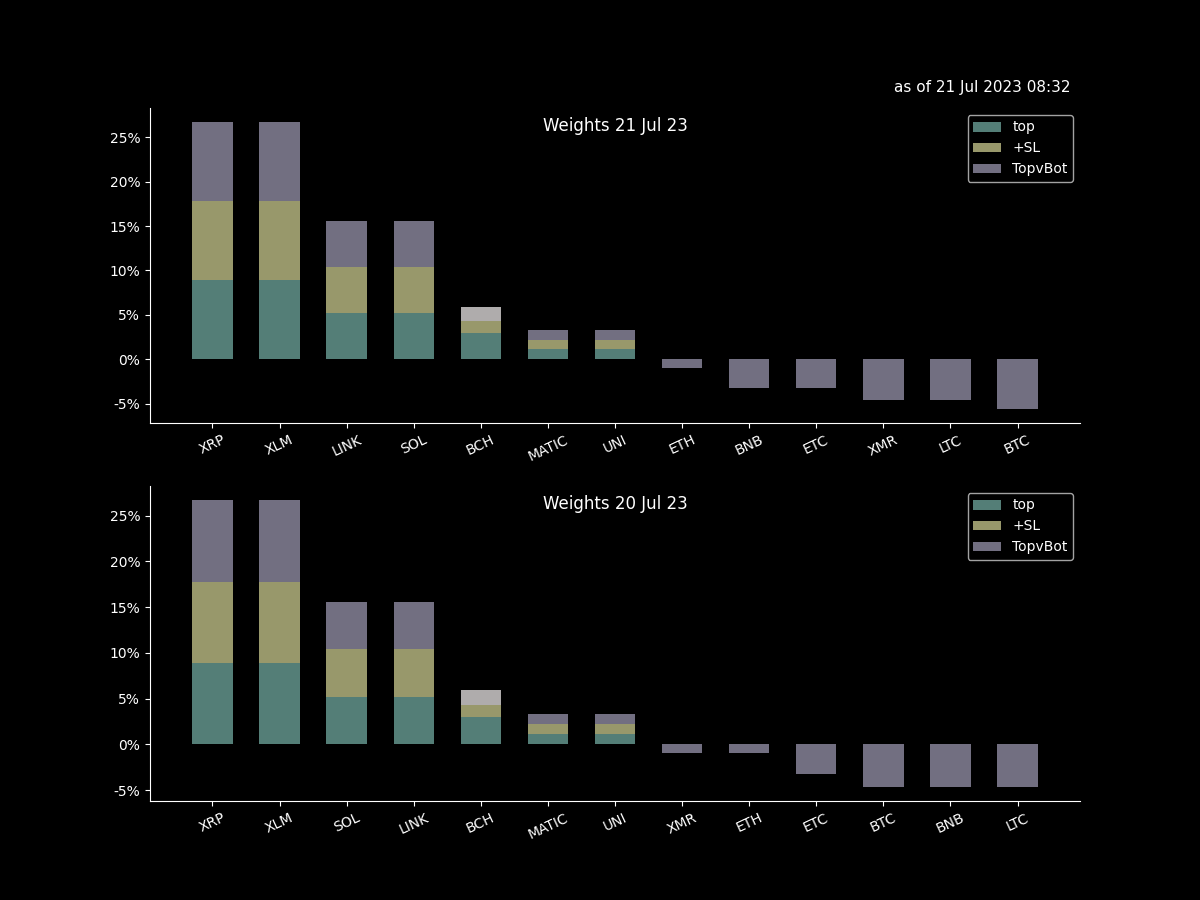 as of 21 Jul 2023 08:32
Weights 21 Jul 23
top
+SL
TopvBot
25%
20%
15%
10%
5%
0%
-5%
XRP XLM LINK SOL BCH MATIC UNI ETH BNB ETC XMR LTC BTC
Weights 20 Jul 23
top
+SL
TopvBot
25%
20%
15%
10%
5%
0%
-5%
XRP XLM SOL LINK BCH MATIC UNI XMR ETH ETC BTC BNB LTC